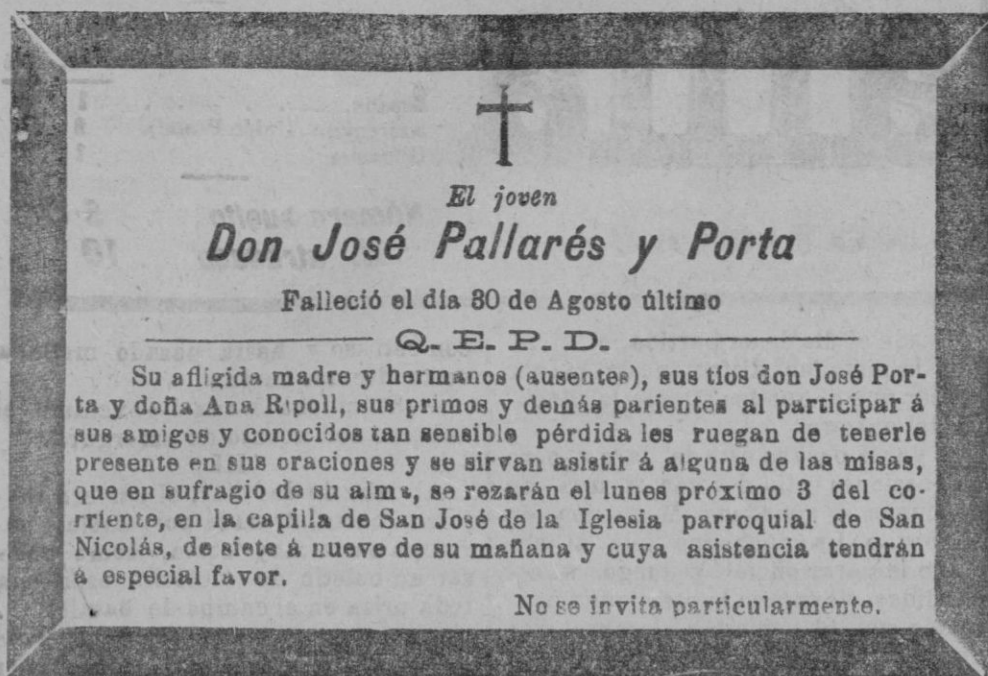 El joven
Don José Pallarés y Porta
Falleció el dia 30 de Agosto último
Q. E. P. D.
Su afligida madre y hermanos (ausentes), sus tios don José Por-
ta y doña Ana Ripoll, sus primos y demás parientes al participar á
sus amigos y conocidos tan sensible pérdida les ruegan de tenerle
presente en sus oraciones y se sirvan asistir á alguna de las misas,
que en sufragio de su alma, se rezarán el lunes próximo 3 del co-
rriente, en la capilla de San José de la Iglesia parroquial de San
Nicolás, de siete á nueve de su mañana y cuya asistencia tendrán
á especial favor.
No se invita particularmente.